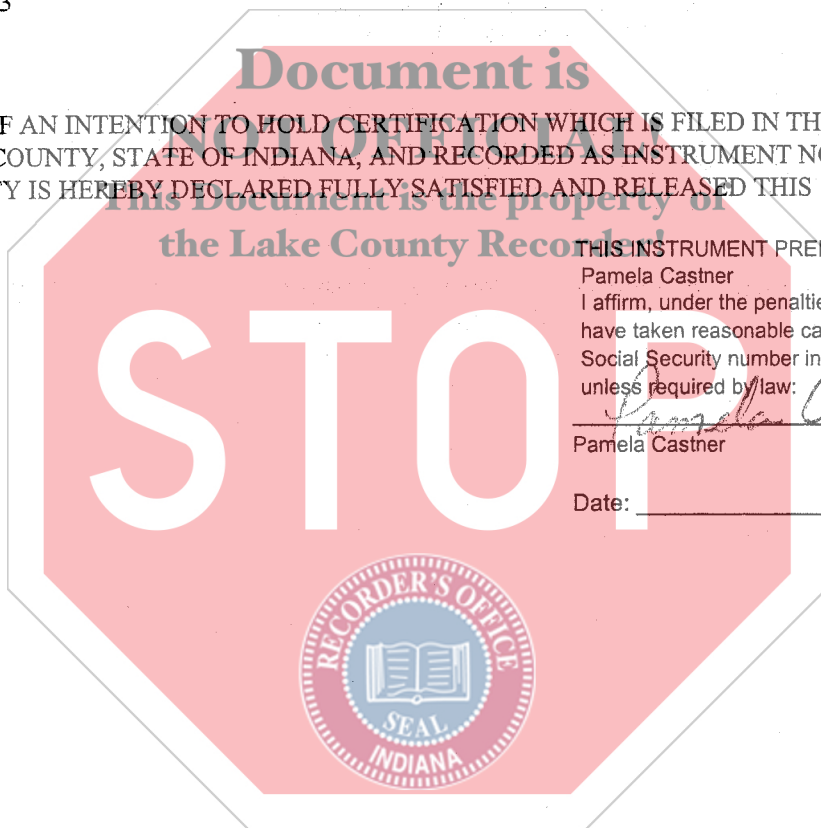 3
Document is
NOT OFFICIAL!
F AN INTENTION TO HOLD CERTIFICATION WHICH IS FILED IN TH
COUNTY, STATE OF INDIANA, AND RECORDED AS INSTRUMENT NO
TY IS HEREBY DECLARED FULLY SATISFIED AND RELEASED THIS
This Document is the property of
the Lake County Recorder!
THIS INSTRUMENT PREP
Pamela Castner
I affirm, under the penaltie
have taken reasonable ca
Social Security number in
unless required by law:
Pamela C
Pamela Castner
Date:
STOP
RECORDER'S OFFICE
SEAL
INDIANA